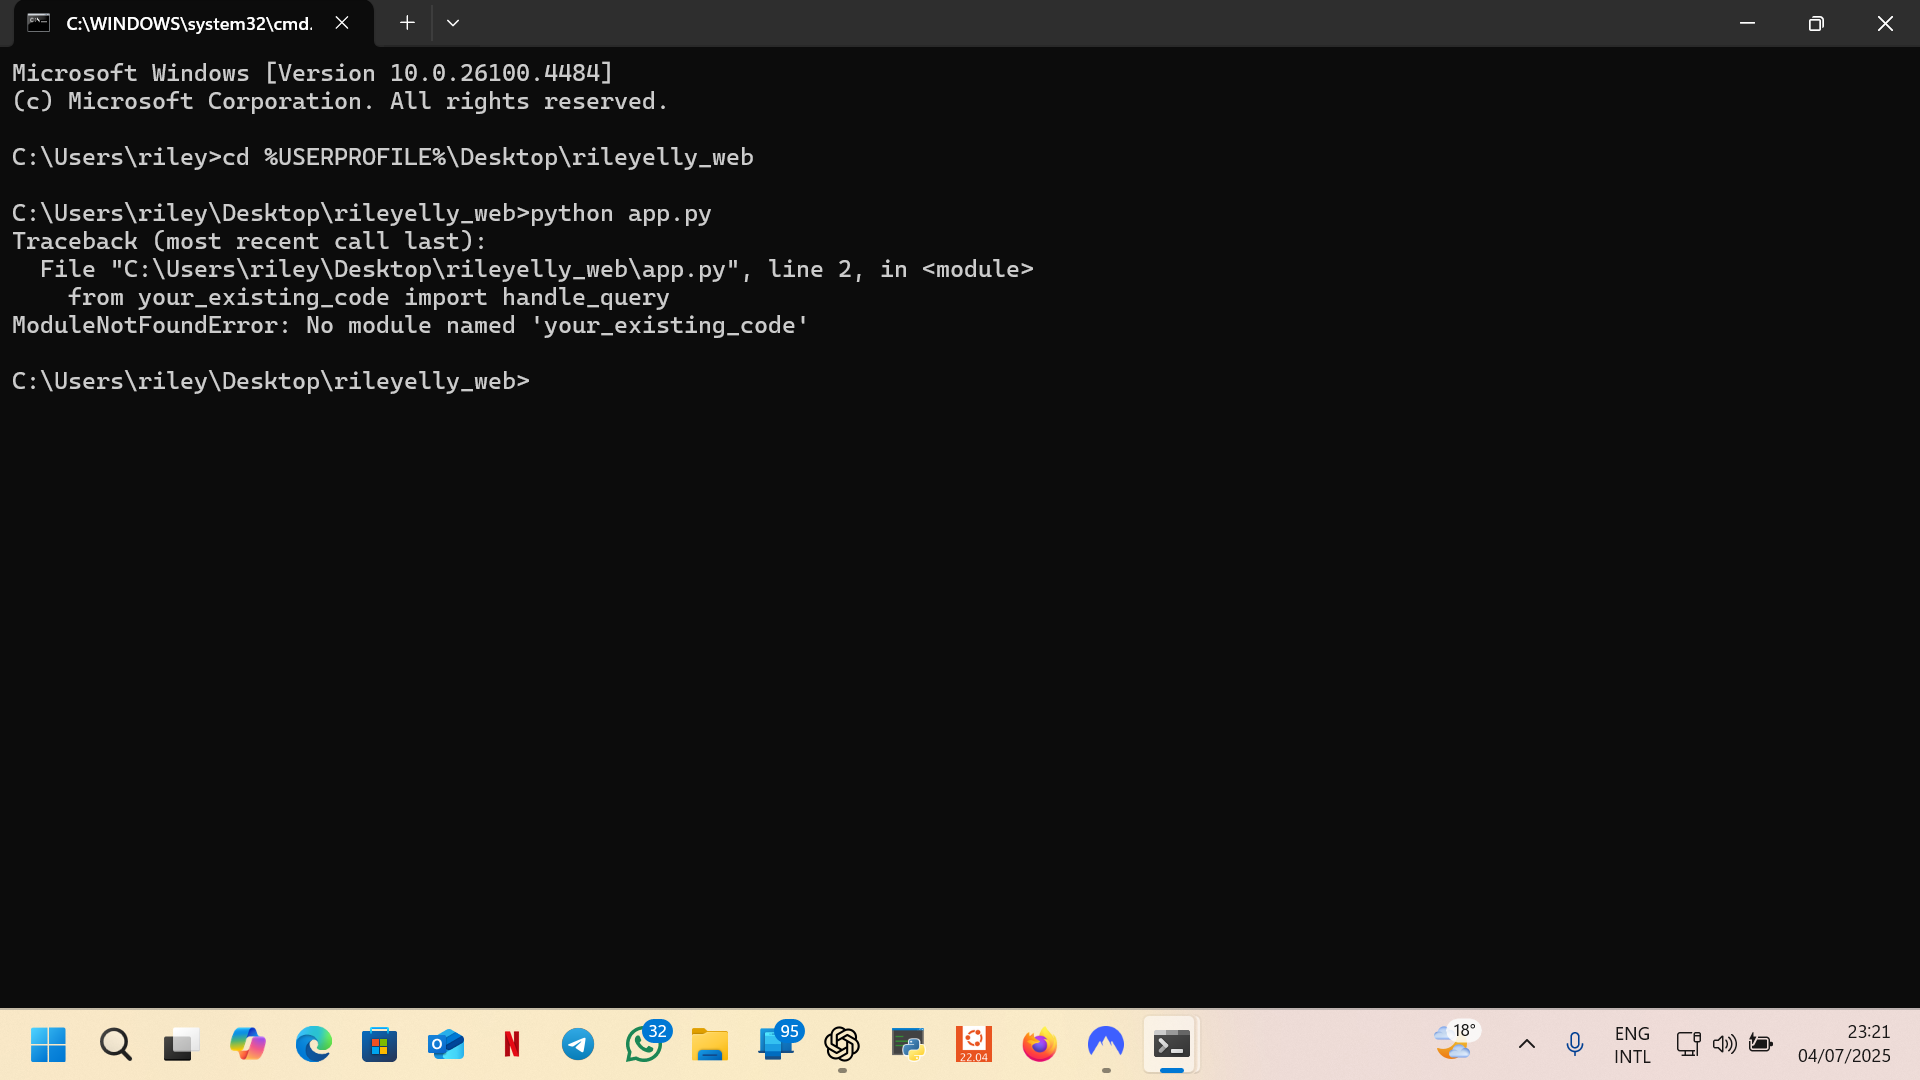 C:\WINDOWS\system32\cmd.
Microsoft Windows [Version 10.0.26100.4484]
(c) Microsoft Corporation. All rights reserved.
C:\Users\riley>cd %USERPROFILE%\Desktop\rileyelly_web
C:\Users\riley\Desktop\rileyelly_web>python app.py
Traceback (most recent call last):
  File "C:\Users\riley\Desktop\rileyelly_web\app.py", line 2, in <module>
    from your_existing_code import handle_query
ModuleNotFoundError: No module named 'your_existing_code'
C:\Users\riley\Desktop\rileyelly_web>
32
95
22.04
18°
ENG
INTL
23:21
04/07/2025